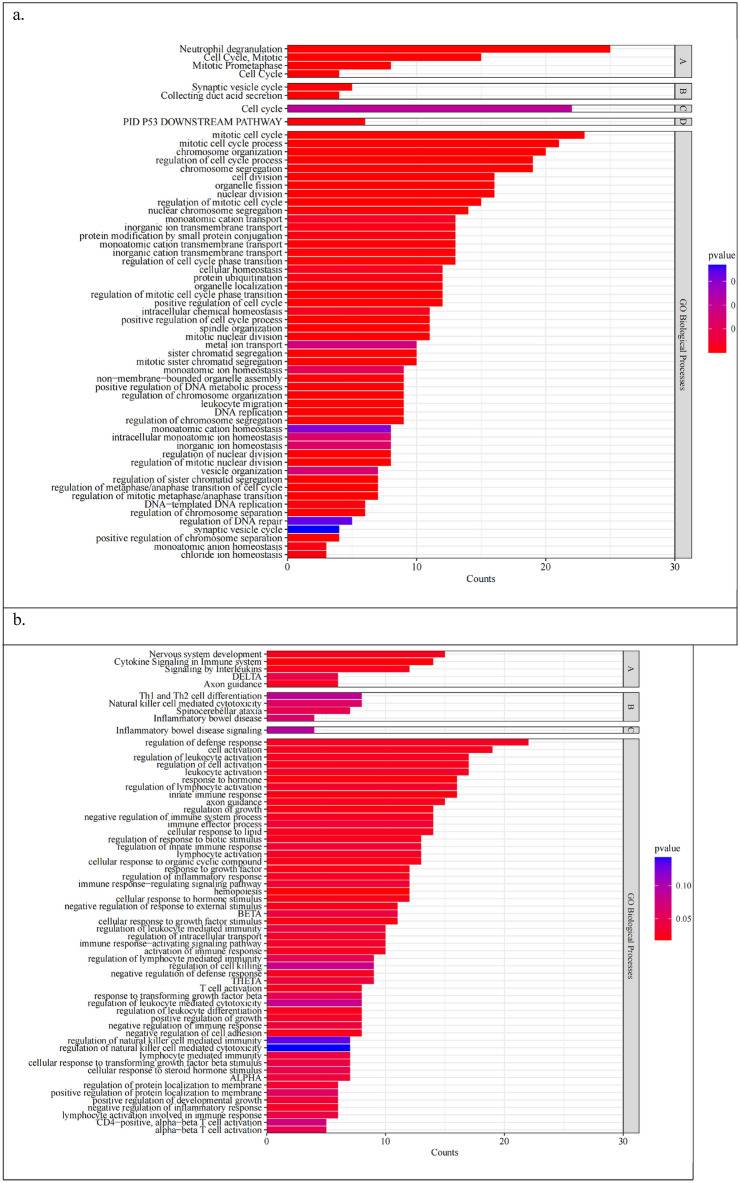 a.
Neutrophil degranulation
Cell Cycle, Mitotic
Mitotic Prometaphase
Cell Cycle
A
Synaptic vesicle cycle
Collecting duct acid secretion
B
Cell cycle
C
PID P53 DOWNSTREAM PATHWAY
D
mitotic cell cycle
mitotic cell cycle process
chromosome organization
regulation of cell cycle process
chromosome segregation
cell division
organelle fission
nuclear division
regulation of mitotic cell cycle
nuclear chromosome segregation
monoatomic cation transport
inorganic ion transmembrane transport
protein modification by small protein conjugation
monoatomic cation transmembrane transport
inorganic cation transmembrane transport
regulation of cell cycle phase transition
cellular homeostasis
protein ubiquitination
organelle localization
regulation of mitotic cell cycle phase transition
positive regulation of cell cycle
intracellular chemical homeostasis
positive regulation of cell cycle process
spindle organization
mitotic nuclear division
metal ion transport
sister chromatid segregation
mitotic sister chromatid segregation
monoatomic ion homeostasis
non-membrane-bounded organelle assembly
positive regulation of DNA metabolic process
regulation of chromosome organization
leukocyte migration
DNA replication
regulation of chromosome segregation
monoatomic cation homeostasis
intracellular monoatomic ion homeostasis
inorganic ion homeostasis
regulation of nuclear division
regulation of mitotic nuclear division
vesicle organization
regulation of sister chromatid segregation
regulation of metaphase/anaphase transition of cell cycle
regulation of mitotic metaphase/anaphase transition
DNA-templated DNA replication
regulation of chromosome separation
regulation of DNA repair
synaptic vesicle cycle
positive regulation of chromosome separation
monoatomic anion homeostasis
chloride ion homeostasis
GO Biological Processes
0 10 20 30
Counts
pvalue
0
0
0
b.
Nervous system development
Cytokine Signaling in Immune system
Signaling by Interleukins
DELTA
Axon guidance
A
Th1 and Th2 cell differentiation
Natural killer cell mediated cytotoxicity
Spinocerebellar ataxia
Inflammatory bowel disease
B
Inflammatory bowel disease signaling
C
regulation of defense response
cell activation
regulation of leukocyte activation
regulation of cell activation
leukocyte activation
response to hormone
regulation of lymphocyte activation
innate immune response
axon guidance
regulation of growth
negative regulation of immune system process
immune effector process
cellular response to lipid
regulation of response to biotic stimulus
regulation of innate immune response
lymphocyte activation
cellular response to organic cyclic compound
response to growth factor
regulation of inflammatory response
immune response-regulating signaling pathway
hemopoiesis
cellular response to hormone stimulus
negative regulation of response to external stimulus
BETA
cellular response to growth factor stimulus
regulation of leukocyte mediated immunity
regulation of intracellular transport
immune response-activating signaling pathway
activation of immune response
regulation of lymphocyte mediated immunity
regulation of cell killing
negative regulation of defense response
THETA
T cell activation
response to transforming growth factor beta
regulation of leukocyte mediated cytotoxicity
regulation of leukocyte differentiation
positive regulation of growth
negative regulation of immune response
negative regulation of cell adhesion
regulation of natural killer cell mediated immunity
regulation of natural killer cell mediated cytotoxicity
lymphocyte mediated immunity
cellular response to transforming growth factor beta stimulus
cellular response to steroid hormone stimulus
ALPHA
regulation of protein localization to membrane
positive regulation of protein localization to membrane
positive regulation of developmental growth
negative regulation of inflammatory response
lymphocyte activation involved in immune response
CD4-positive, alpha-beta T cell activation
alpha-beta T cell activation
GO Biological Processes
0 10 20 30
Counts
pvalue
0.10
0.05